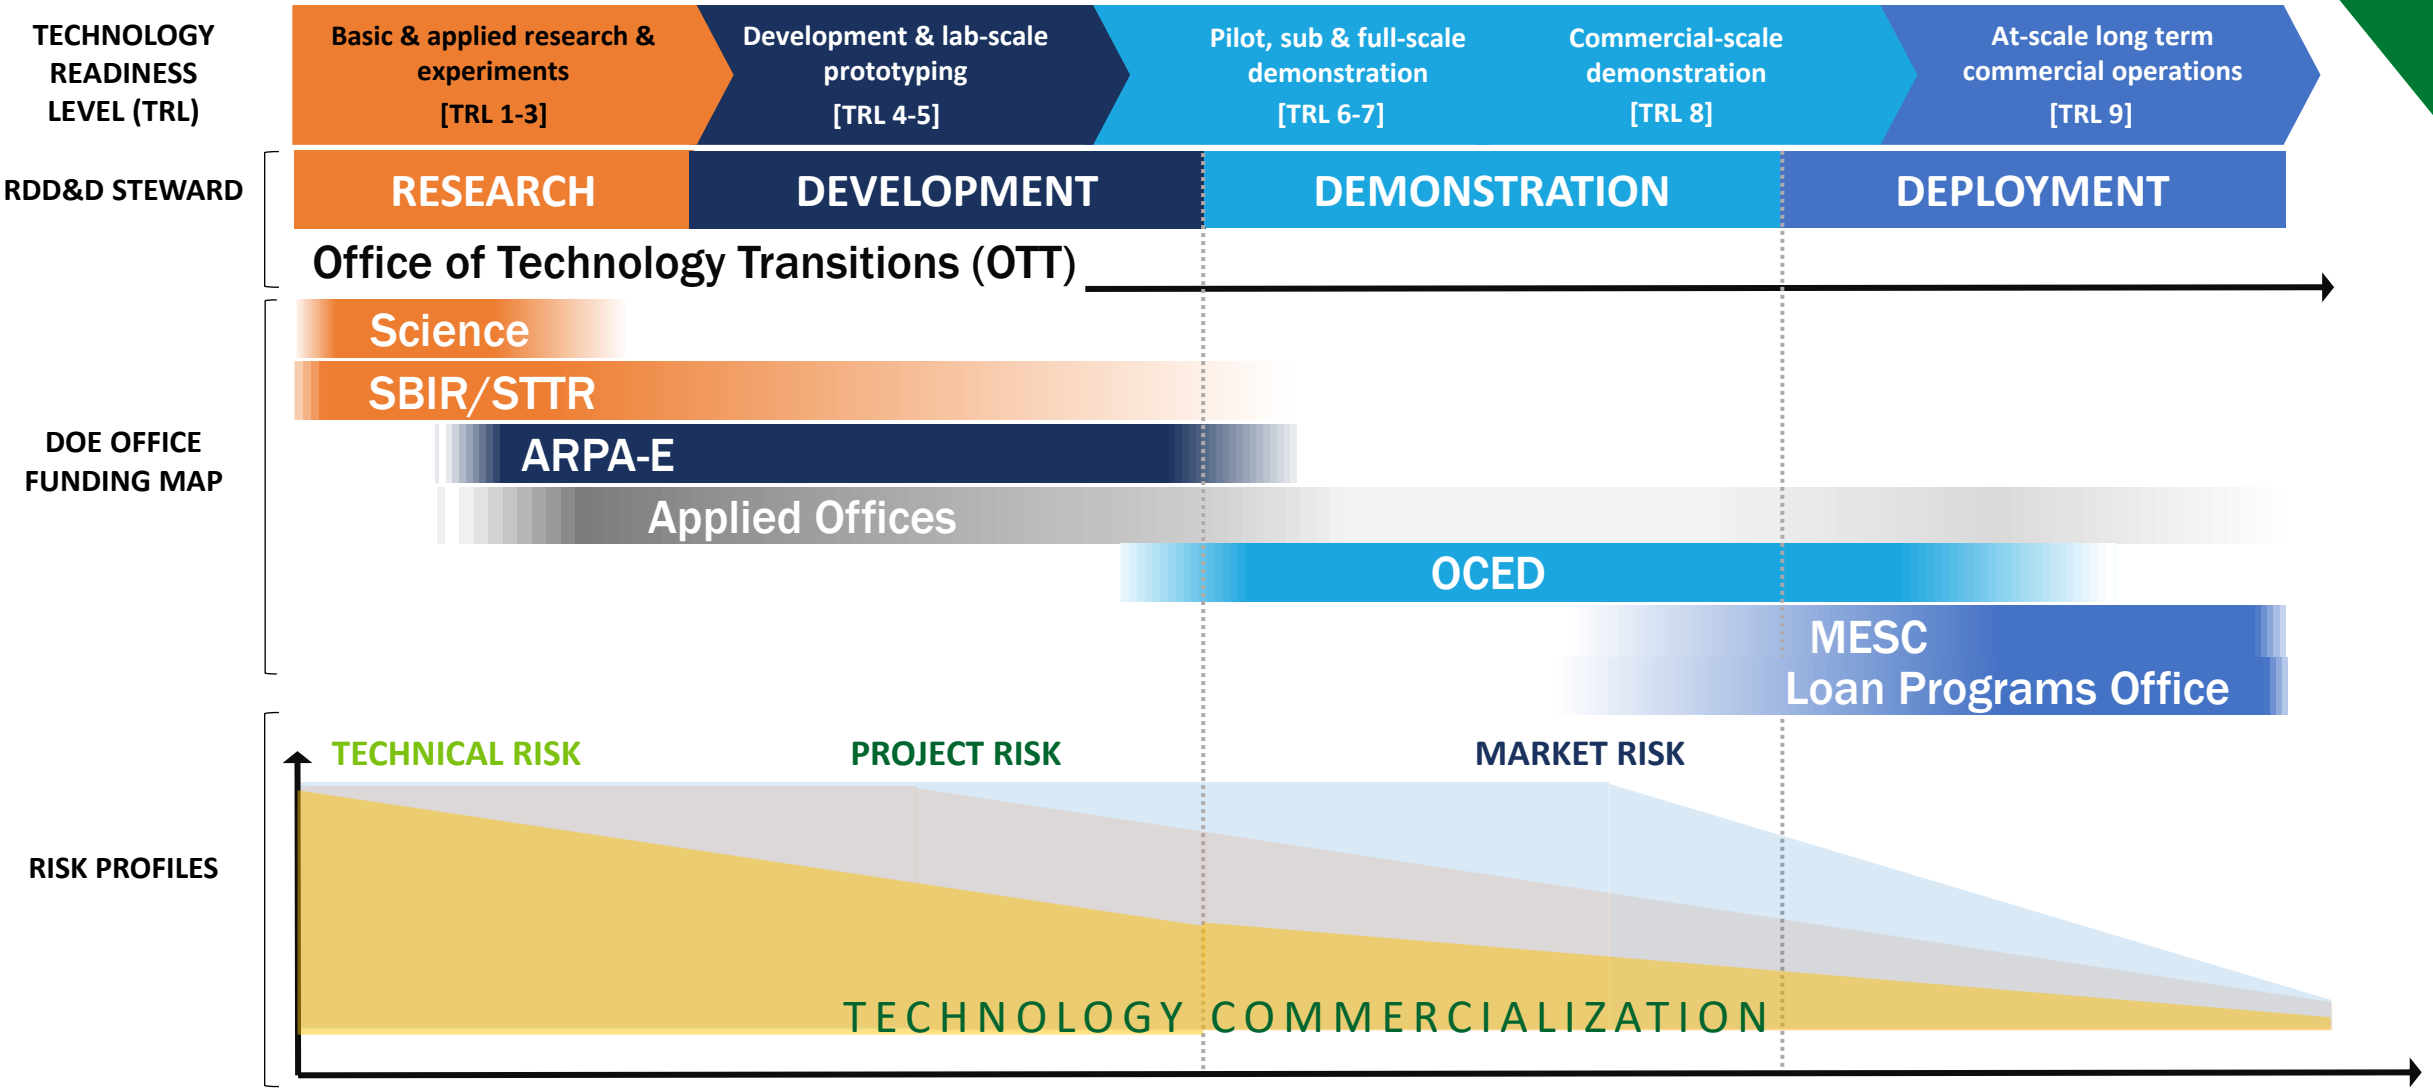 TECHNOLOGY
READINESS
LEVEL (TRL)
Basic & applied research &
experiments
[TRL 1-3]
Development & lab-scale
prototyping
[TRL 4-5]
Pilot, sub & full-scale
demonstration
[TRL 6-7]
Commercial-scale
demonstration
[TRL 8]
At-scale long term
commercial operations
[TRL 9]
RDD&D STEWARD
RESEARCH
DEVELOPMENT
DEMONSTRATION
DEPLOYMENT
Office of Technology Transitions (OTT)
DOE OFFICE
FUNDING MAP
Science
SBIR/STTR
ARPA-E
Applied Offices
OCED
MESC
Loan Programs Office
RISK PROFILES
TECHNICAL RISK
PROJECT RISK
MARKET RISK
TECHNOLOGY COMMERCIALIZATION